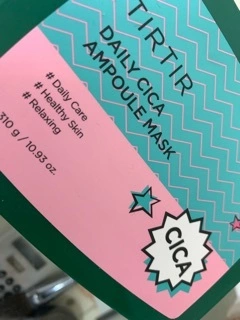 TIRTIR
DAILY CICA
AMPOULE MASK
# Daily Care
# Healthy Skin
# Relaxing
310 g / 10.93 oz.
CICA